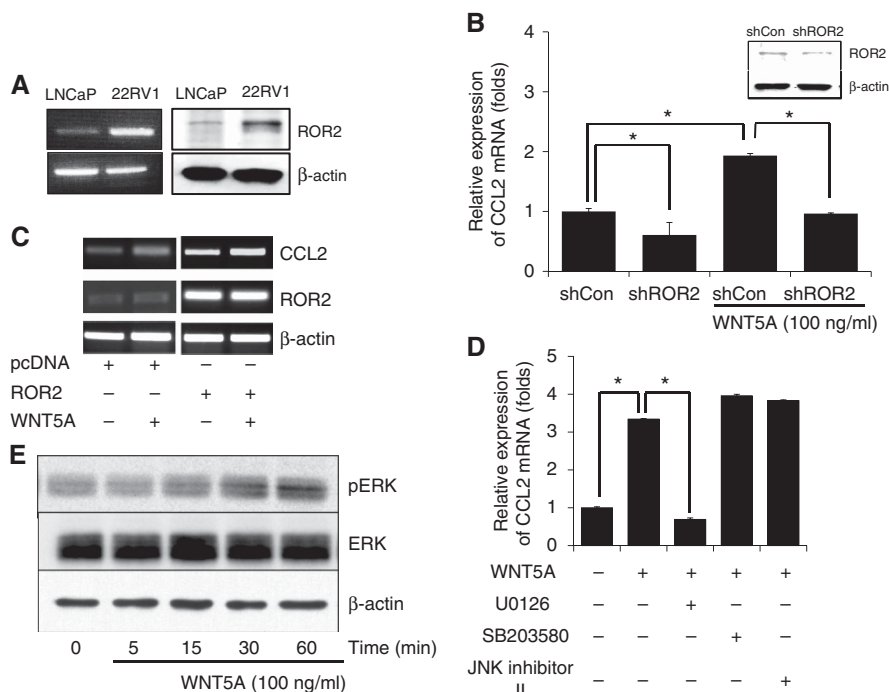 A
LNCaP 22RV1 LNCaP 22RV1
ROR2
β-actin
B
Relative expression
of CCL2 mRNA (folds)
5
4
3
2
1
0
shCon shROR2
ROR2
β-actin
* * *
shCon shROR2 shCon shROR2
WNT5A (100 ng/ml)
C
CCL2
ROR2
β-actin
pcDNA + + – –
ROR2 – – + +
WNT5A – + – +
D
Relative expression
of CCL2 mRNA (folds)
5
4
3
2
1
0
* *
WNT5A – + + + +
U0126 – – + – –
SB203580 – – – + –
JNK inhibitor
II – – – – +
E
pERK
ERK
β-actin
0 5 15 30 60 Time (min)
WNT5A (100 ng/ml)